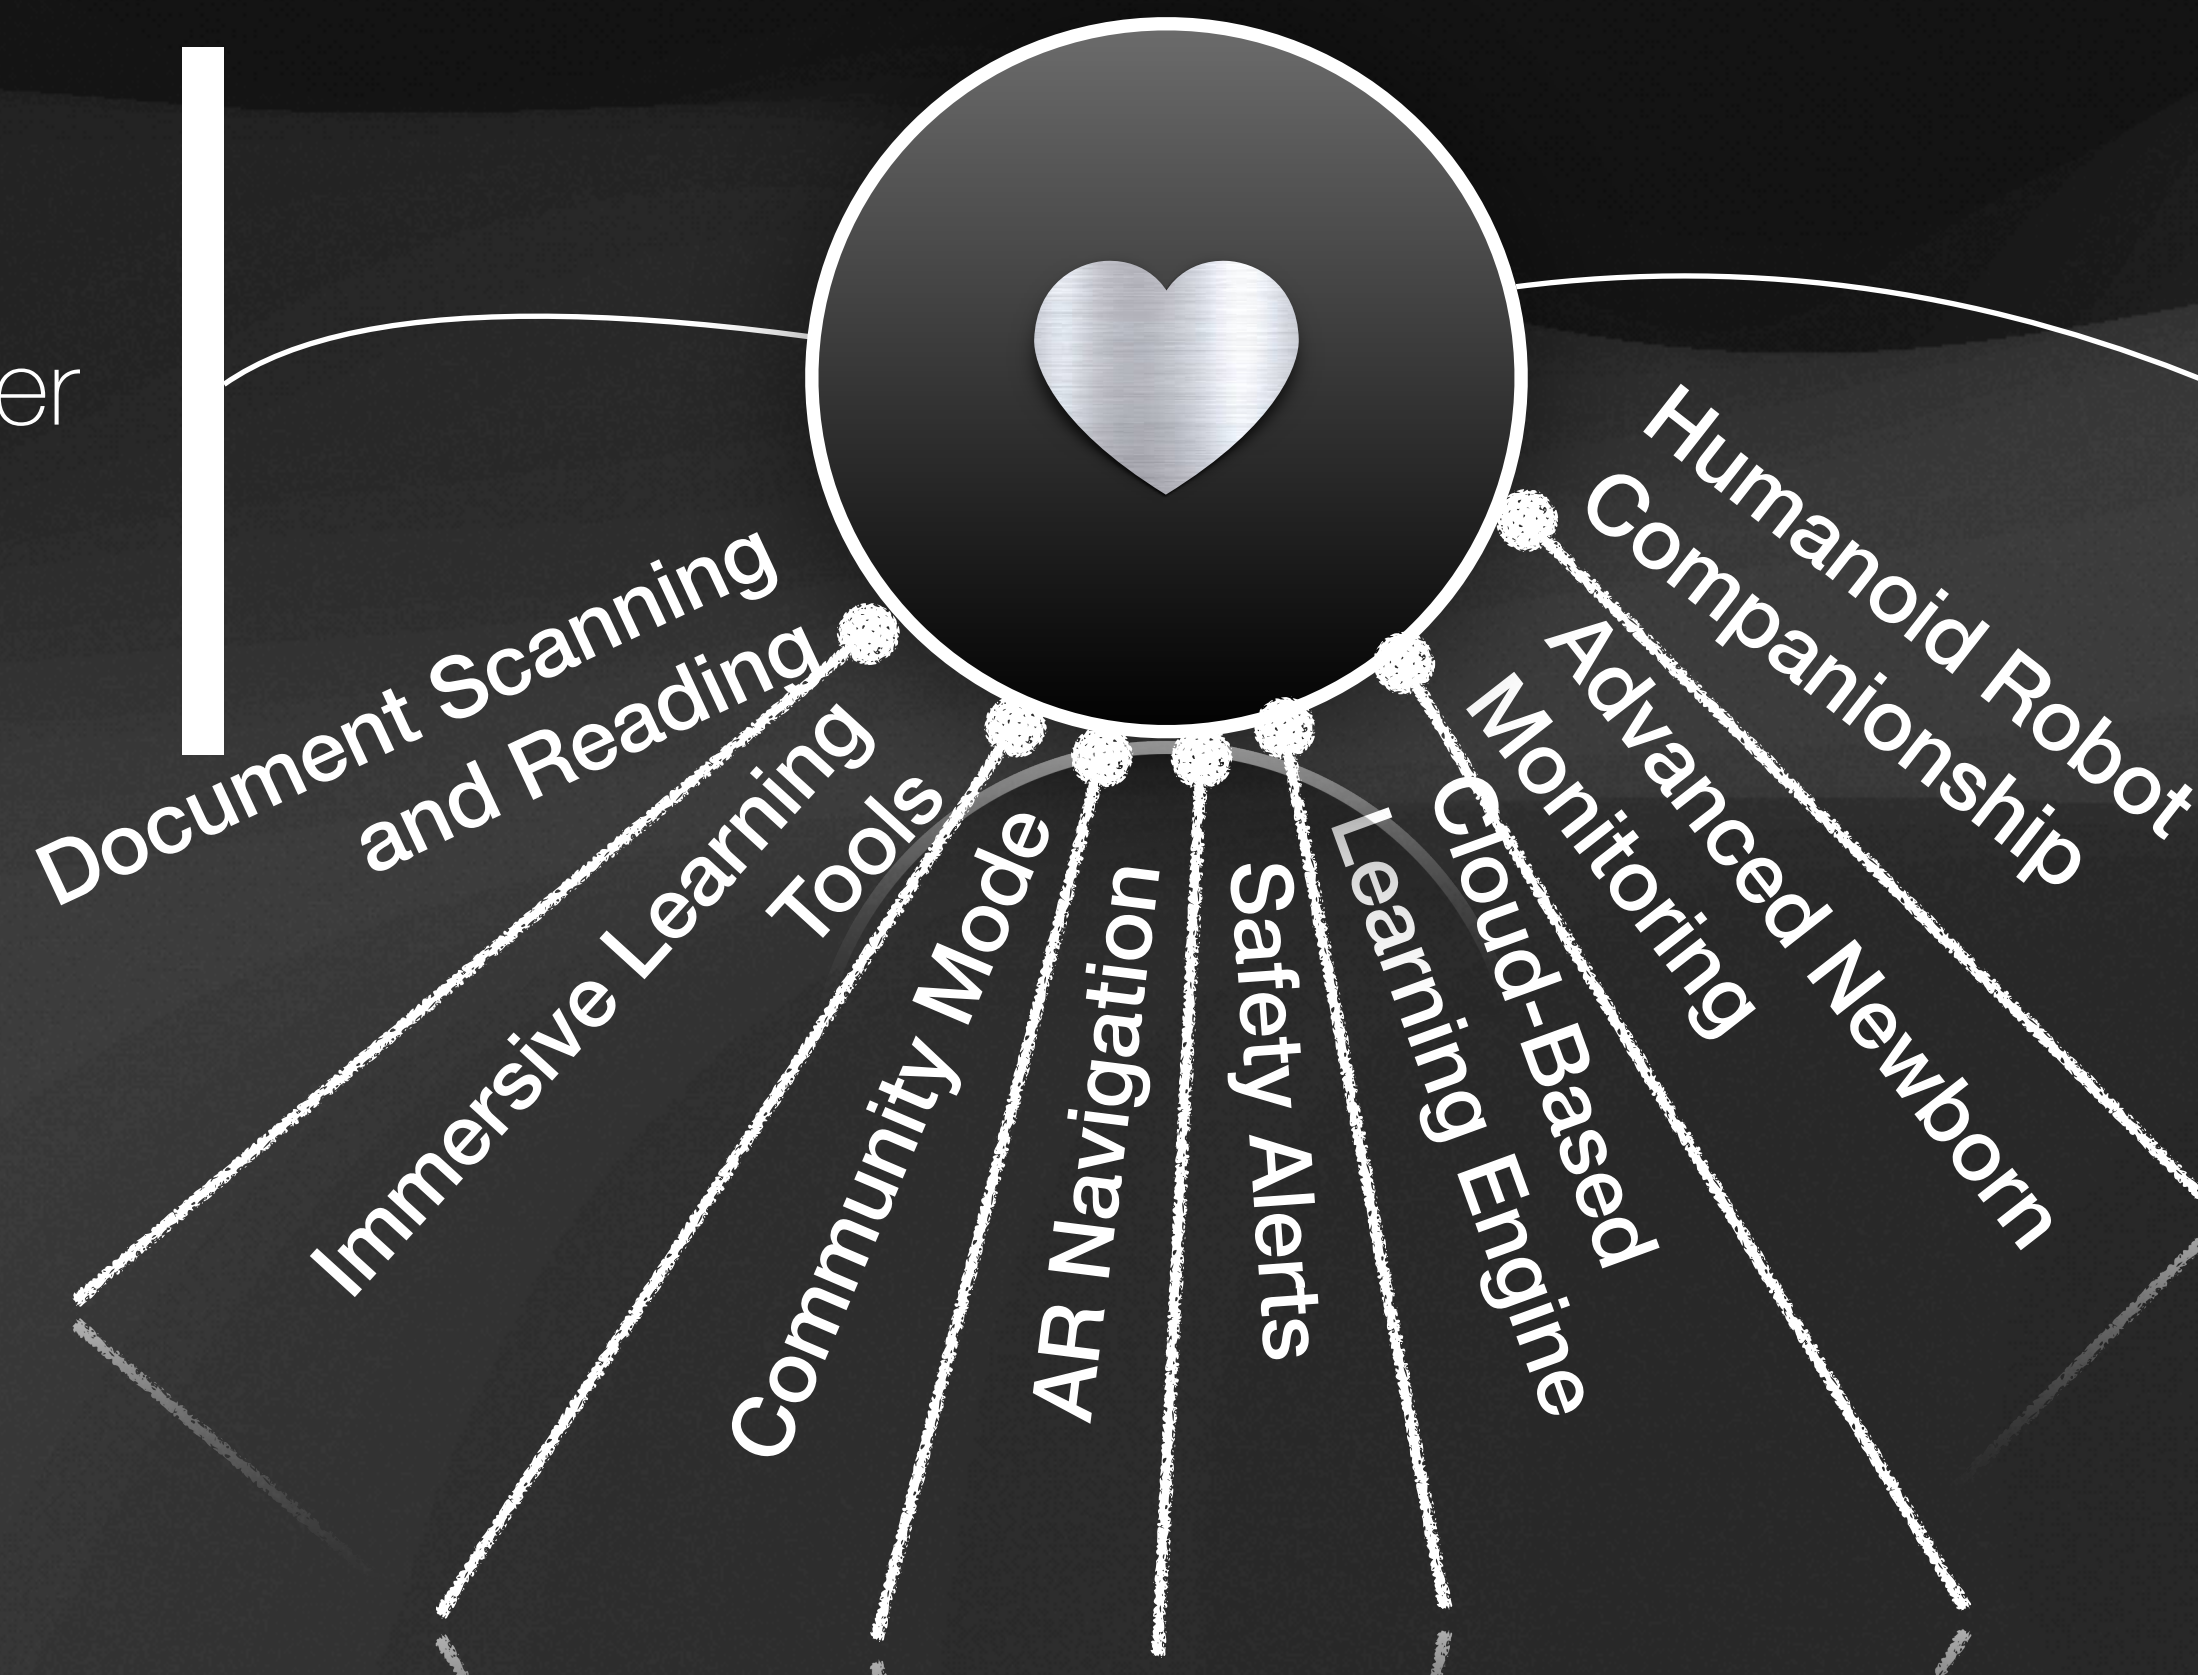 er
Document Scanning
and Reading
Immersive Learning
Tools
Community Mode
AR Navigation
Safety Alerts
Cloud-Based
Learning Engine
Advanced Newborn
Monitoring
Humanoid Robot
Companionship